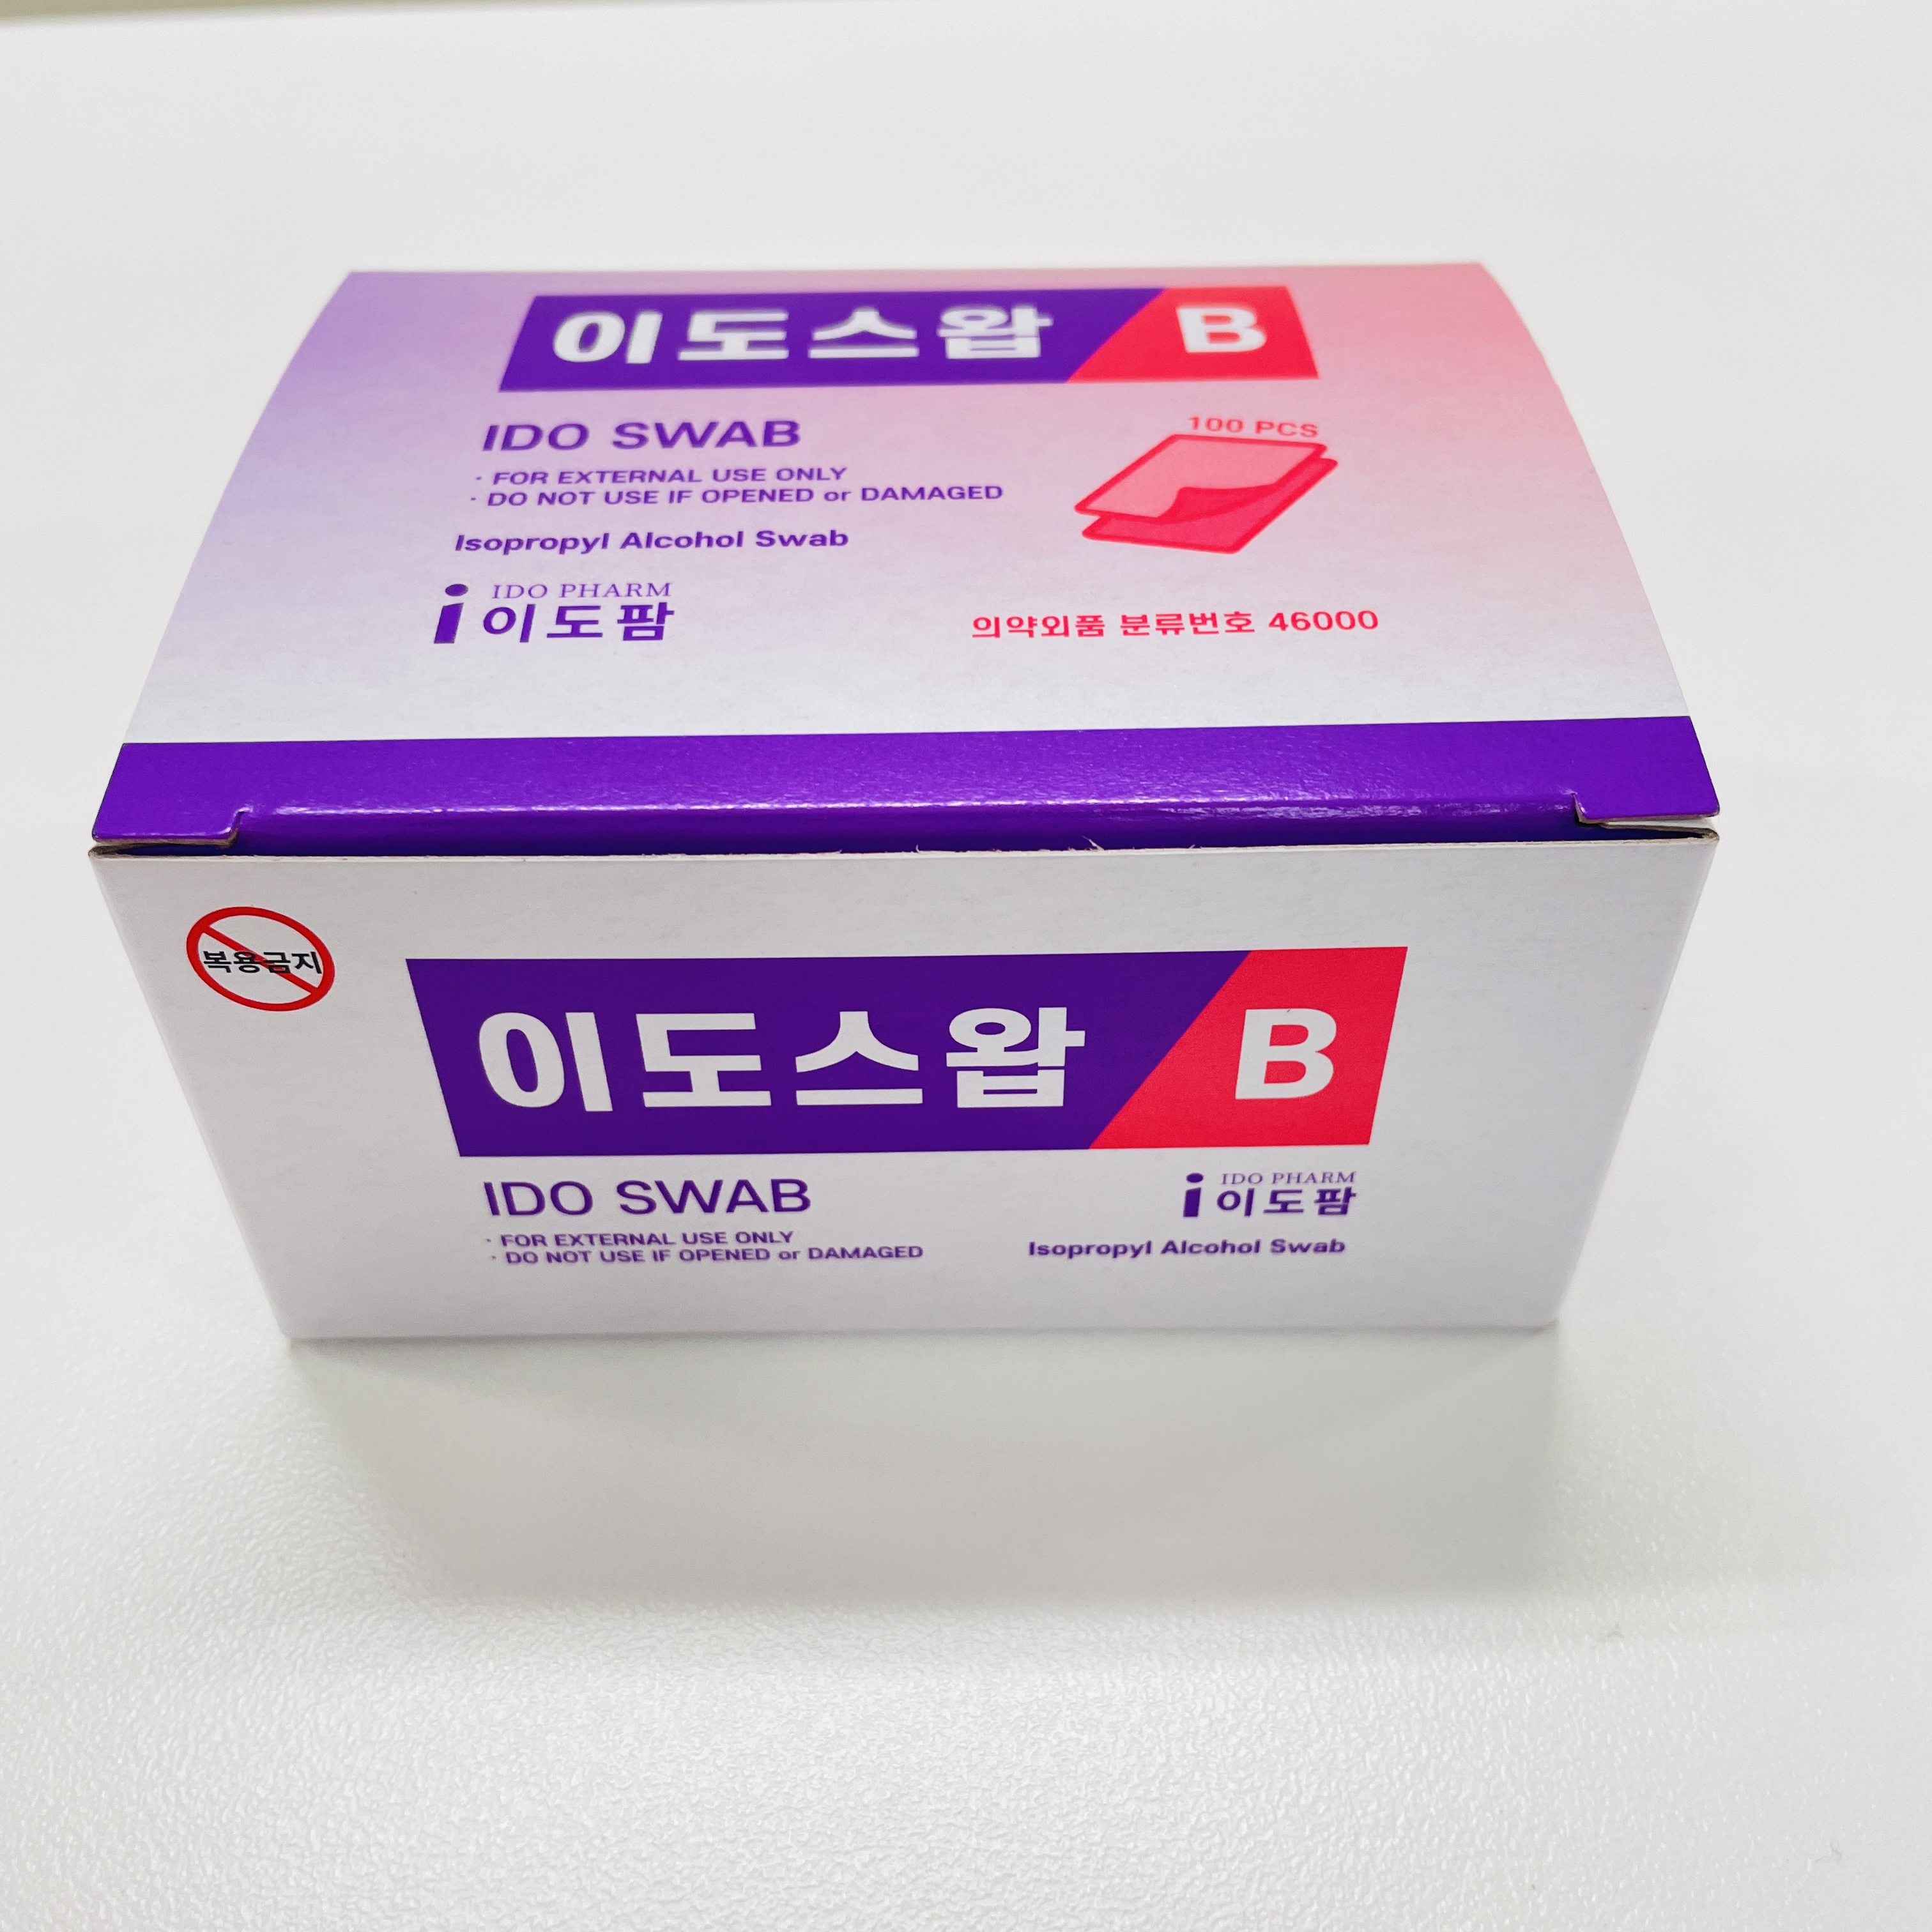 이도스왑 B
IDO SWAB
· FOR EXTERNAL USE ONLY
· DO NOT USE IF OPENED or DAMAGED
Isopropyl Alcohol Swab
IDO PHARM
이도팜
100 PCS
의약외품 분류번호 46000
복용금지
이도스왑 B
IDO SWAB
· FOR EXTERNAL USE ONLY
· DO NOT USE IF OPENED or DAMAGED
IDO PHARM
이도팜
Isopropyl Alcohol Swab